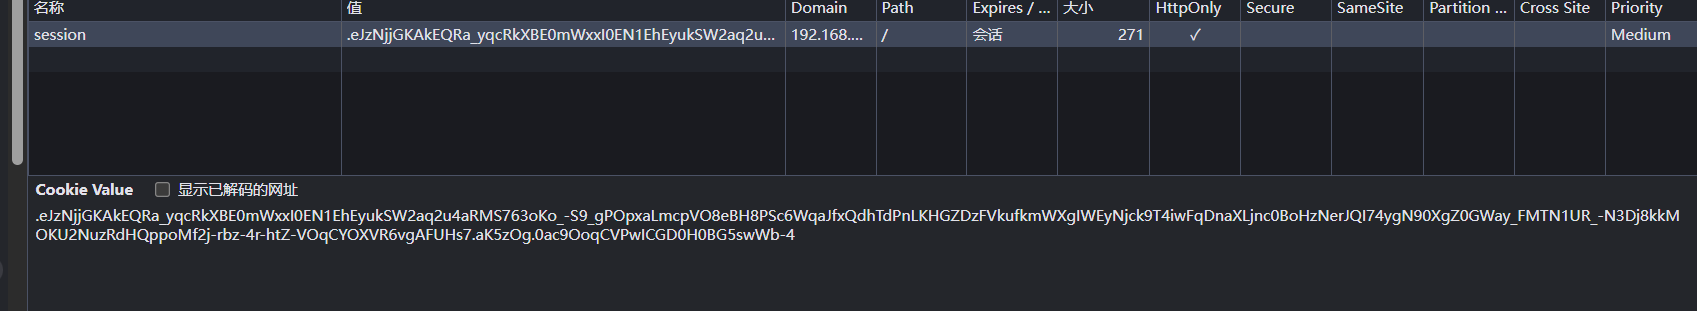 名称 值 Domain Path Expires / ... 大小 HttpOnly Secure SameSite Partition ... Cross Site Priority
session .eJzNjjGKAkEQRa_yqcRkXBE0mWxxI0EN1EhEyukSW2aq2u... 192.168.... / 会话 271 ✓ Medium
Cookie Value 显示已解码的网址
.eJzNjjGKAkEQRa_yqcRkXBE0mWxxI0EN1EhEyukSW2aq2u4aRMS763oKo_-S9_gPOpxaLmcpVO8eBH8PSc6WqaJfxQdhTdPnLKHGZDzFVkufkmWXgIWEyNjck9T4iwFqDnaXLjnc0BoHzNerJQI74ygN90XgZ0GWay_FMTN1UR_-N3Dj8kkM
OKU2NuzRdHQppoMf2j-rbz-4r-htZ-VOqCYOXVR6vgAFUHs7.aK5zOg.0ac9OoqCVPwICGD0H0BG5swWb-4